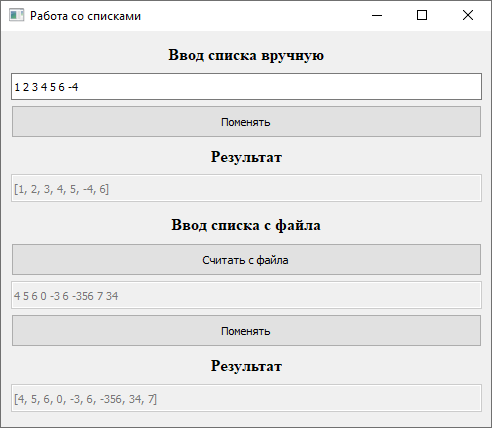 Работа со списками
Ввод списка вручную
1 2 3 4 5 6 -4
Поменять
Результат
[1, 2, 3, 4, 5, -4, 6]
Ввод списка с файла
Считать с файла
4 5 6 0 -3 6 -356 7 34
Поменять
Результат
[4, 5, 6, 0, -3, 6, -356, 34, 7]